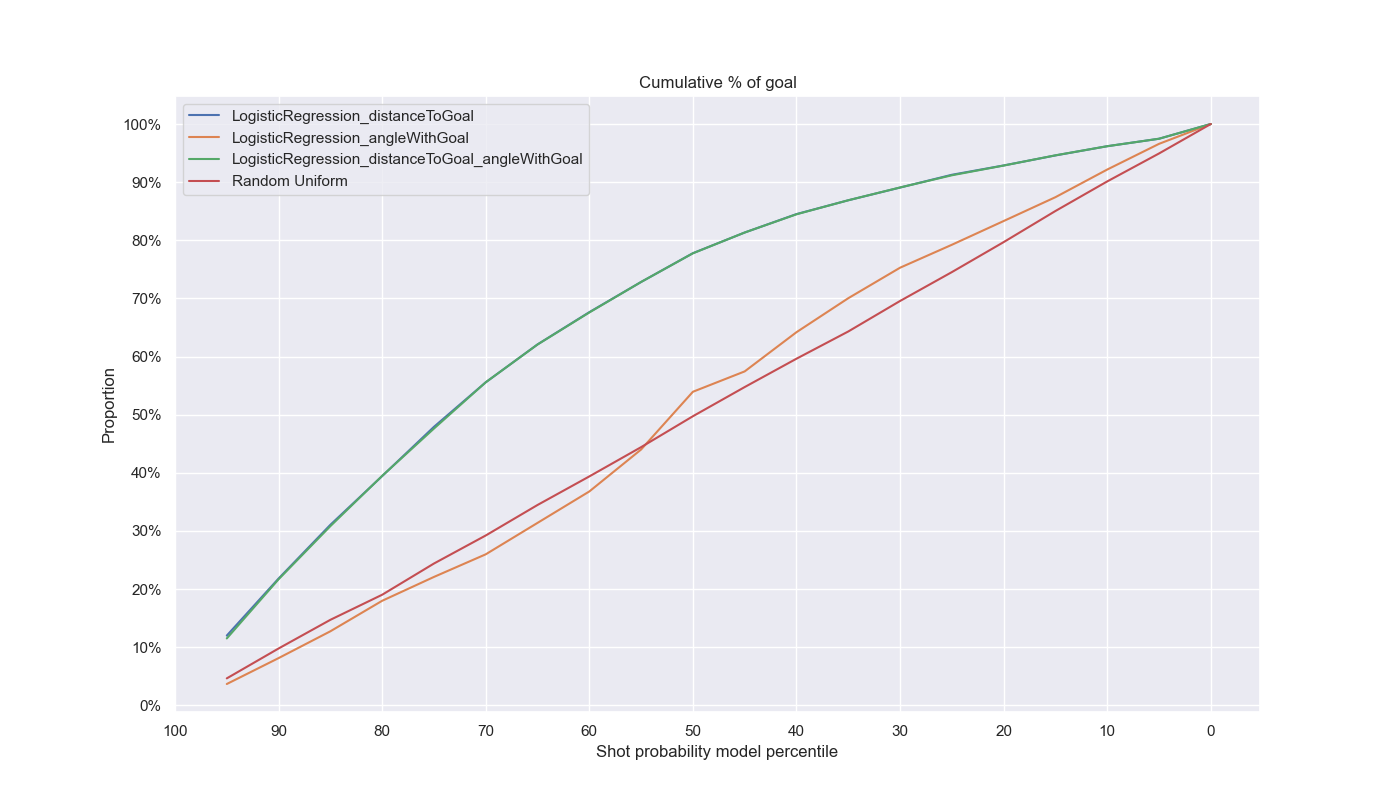 Cumulative % of goal
LogisticRegression_distanceToGoal
LogisticRegression_angleWithGoal
LogisticRegression_distanceToGoal_angleWithGoal
Random Uniform
100%
90%
80%
70%
60%
50%
40%
30%
20%
10%
0%
Proportion
100 90 80 70 60 50 40 30 20 10 0
Shot probability model percentile